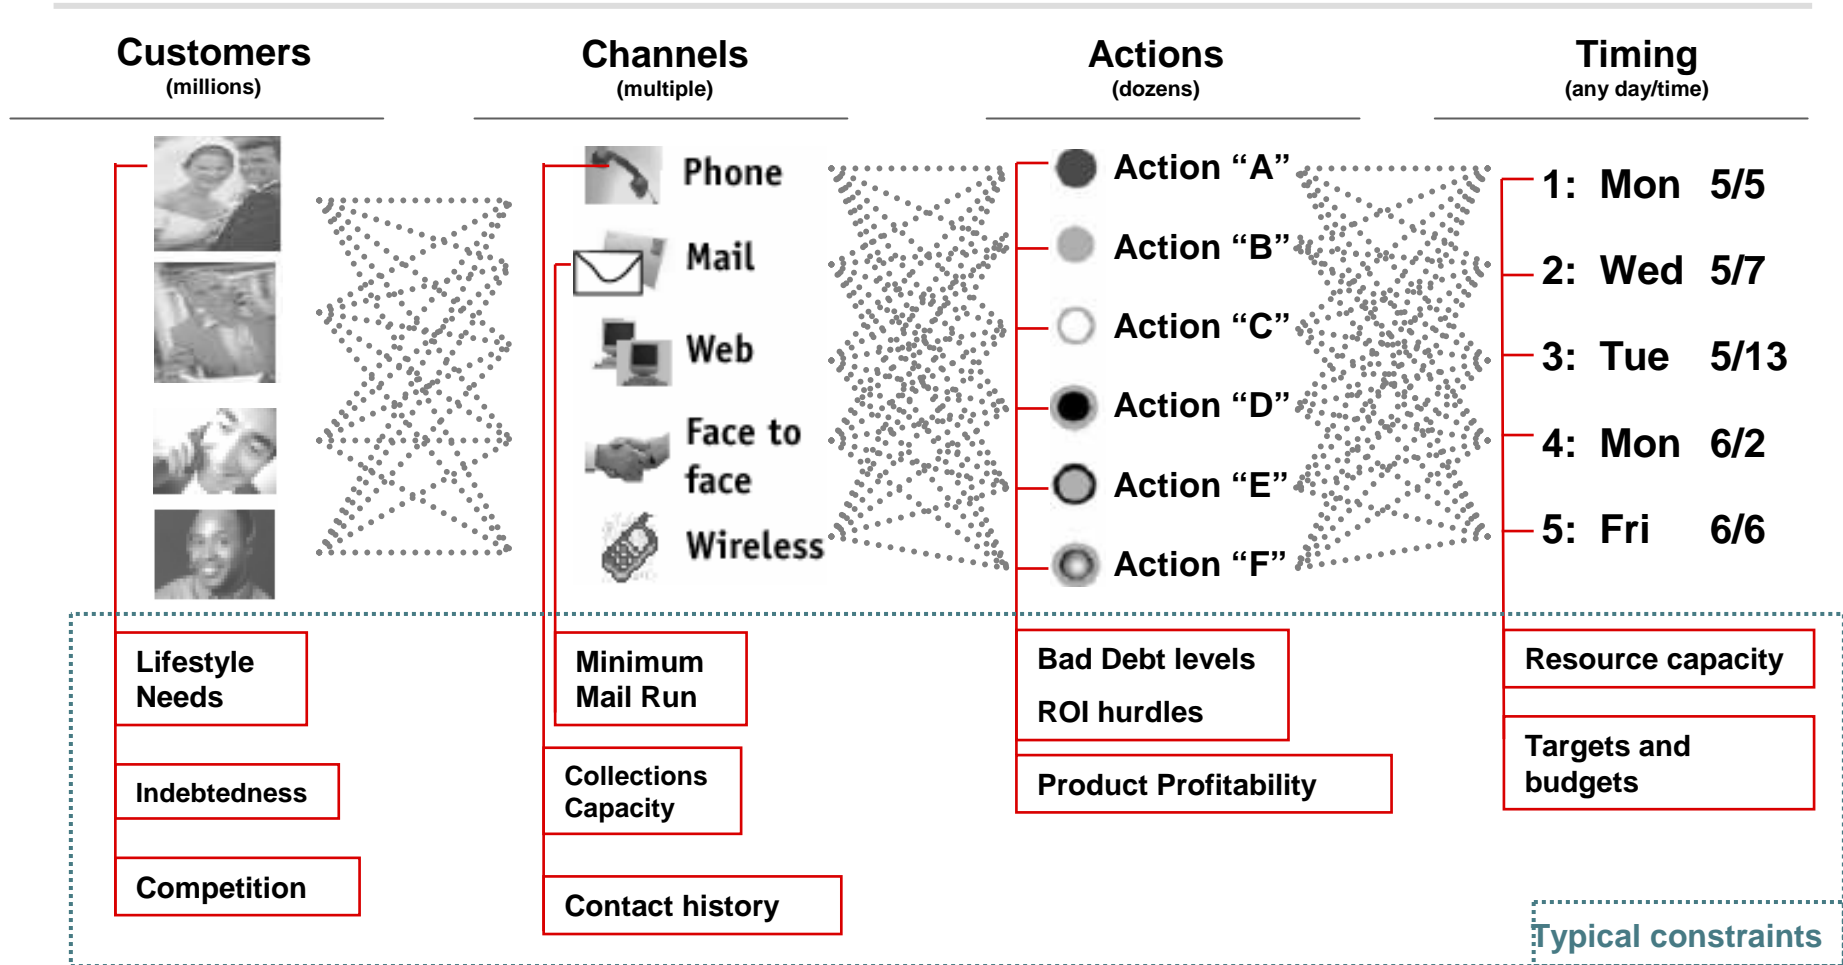 Customers
(millions)
Channels
(multiple)
Actions
(dozens)
Timing
(any day/time)
Phone
Mail
Web
Face to
face
Wireless
Action “A”
Action “B”
Action “C”
Action “D”
Action “E”
Action “F”
1: Mon 5/5
2: Wed 5/7
3: Tue 5/13
4: Mon 6/2
5: Fri 6/6
Lifestyle
Needs
Indebtedness
Competition
Minimum
Mail Run
Collections
Capacity
Contact history
Bad Debt levels
ROI hurdles
Product Profitability
Resource capacity
Targets and
budgets
Typical constraints